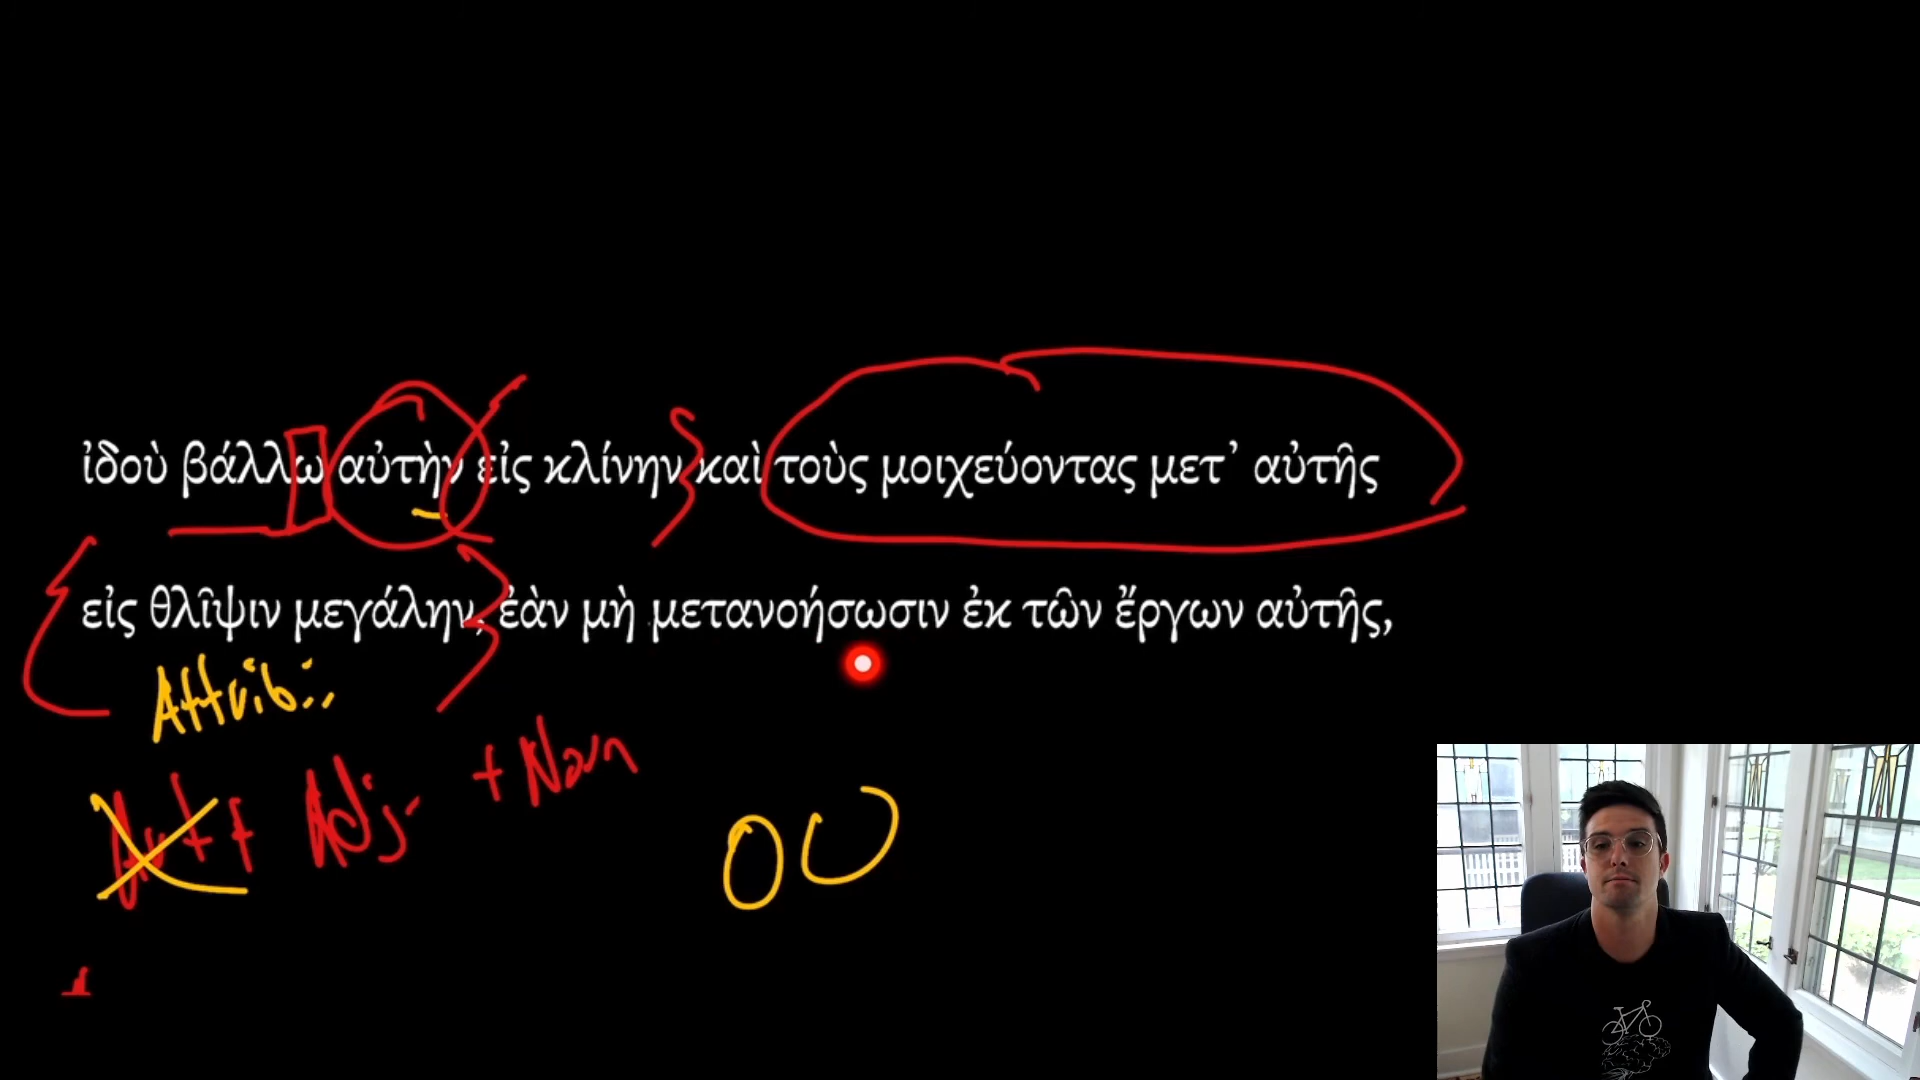 ἰδοὺ βάλλω αὐτὴν εἰς κλίνην καὶ τοὺς μοιχεύοντας μετ’ αὐτῆς
εἰς θλῖψιν μεγάλην, ἐὰν μὴ μετανοήσωσιν ἐκ τῶν ἔργων αὐτῆς,
Attrib.
+ Adj. + Noun
ου